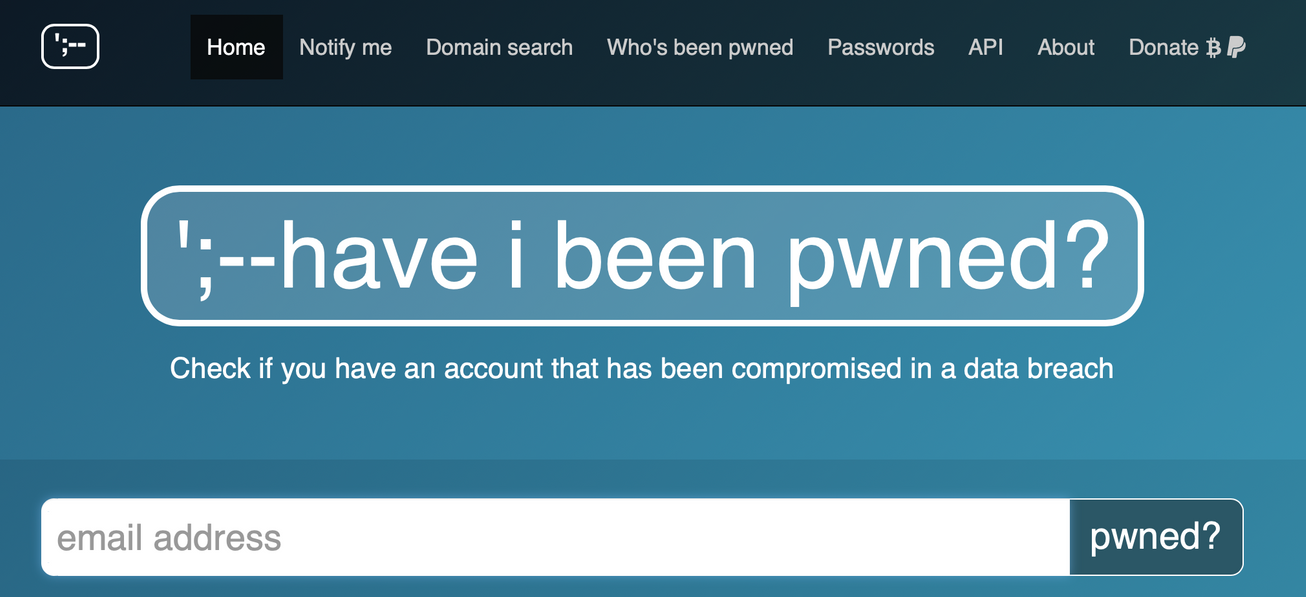 ';--
Home Notify me Domain search Who's been pwned Passwords API About Donate
';--have i been pwned?
Check if you have an account that has been compromised in a data breach
email address pwned?